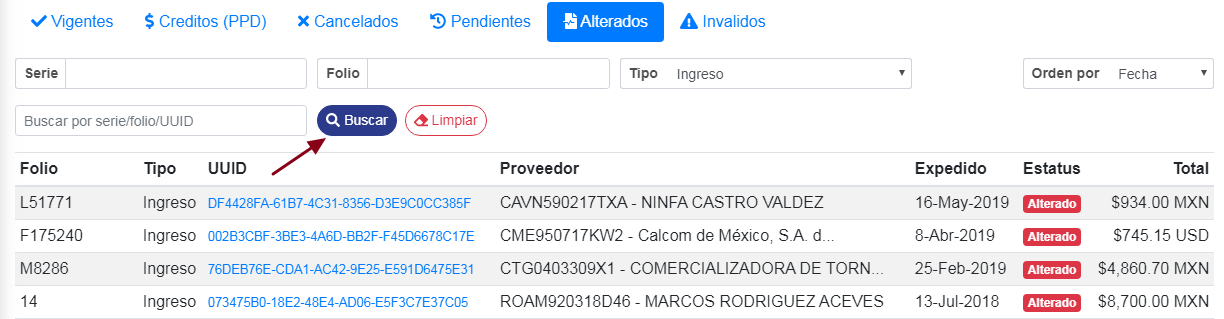 Vigentes Creditos (PPD) Cancelados Pendientes Alterados Invalidos
Serie Folio Tipo Ingreso Orden por Fecha
Buscar por serie/folio/UUID Buscar Limpiar
Folio Tipo UUID Proveedor Expedido Estatus Total
L51771 Ingreso DF4428FA-61B7-4C31-8356-D3E9C0CC385F CAVN590217TXA - NINFA CASTRO VALDEZ 16-May-2019 Alterado $934.00 MXN
F175240 Ingreso 002B3CBF-3BE3-4A6D-BB2F-F45D6678C17E CME950717KW2 - Calcom de México, S.A. d... 8-Abr-2019 Alterado $745.15 USD
M8286 Ingreso 76DEB76E-CDA1-AC42-9E25-E591D6475E31 CTG0403309X1 - COMERCIALIZADORA DE TORN... 25-Feb-2019 Alterado $4,860.70 MXN
14 Ingreso 073475B0-18E2-48E4-AD06-E5F3C7E37C05 ROAM920318D46 - MARCOS RODRIGUEZ ACEVES 13-Jul-2018 Alterado $8,700.00 MXN